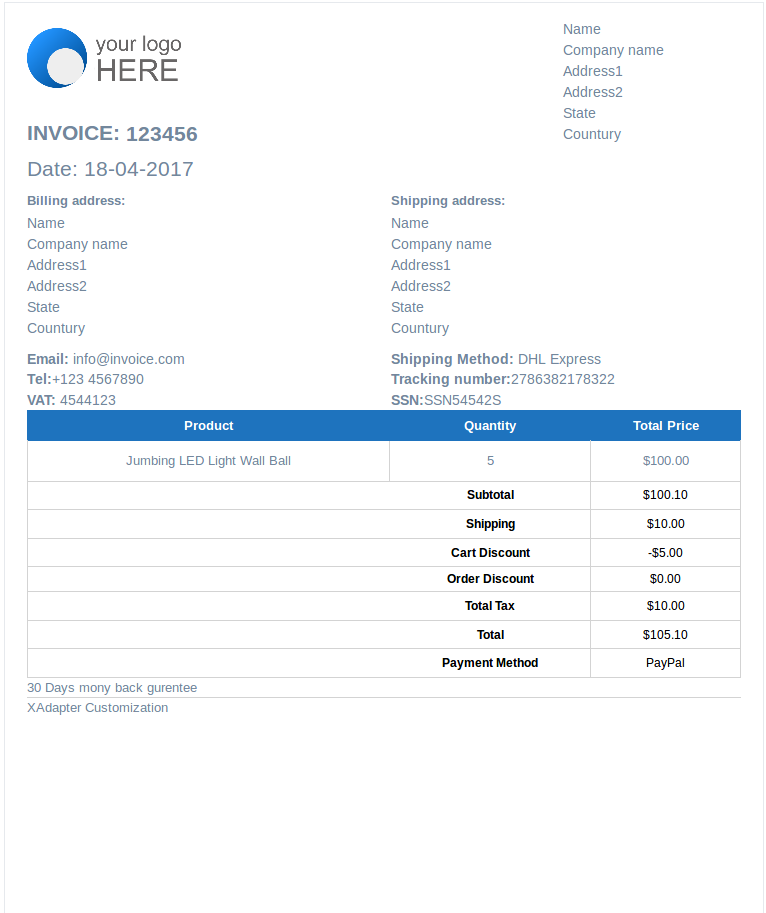 your logo
HERE
Name
Company name
Address1
Address2
State
Countury
INVOICE: 123456
Date: 18-04-2017
Billing address:
Name
Company name
Address1
Address2
State
Countury
Shipping address:
Name
Company name
Address1
Address2
State
Countury
Email: info@invoice.com
Tel:+123 4567890
VAT: 4544123
Shipping Method: DHL Express
Tracking number:2786382178322
SSN:SSN54542S
Product Quantity Total Price
Jumbing LED Light Wall Ball 5 $100.00
Subtotal $100.10
Shipping $10.00
Cart Discount -$5.00
Order Discount $0.00
Total Tax $10.00
Total $105.10
Payment Method PayPal
30 Days mony back gurentee
XAdapter Customization